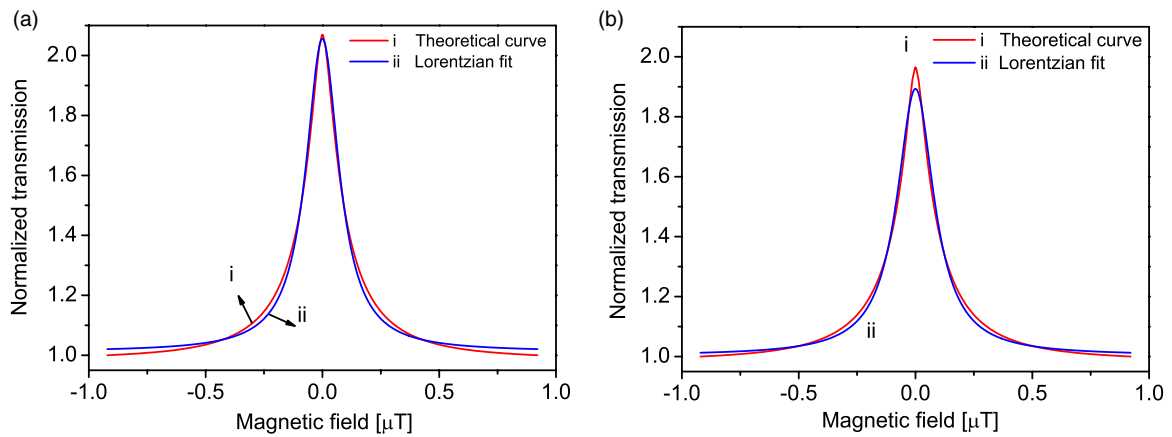 (a)
i Theoretical curve
ii Lorentzian fit
Normalized transmission
2.0
1.8
1.6
1.4
1.2
1.0
i
ii
-1.0
-0.5
0.0
0.5
1.0
Magnetic field [μT]
(b)
i
i Theoretical curve
ii Lorentzian fit
Normalized transmission
2.0
1.8
1.6
1.4
1.2
1.0
ii
-1.0
-0.5
0.0
0.5
1.0
Magnetic field [μT]